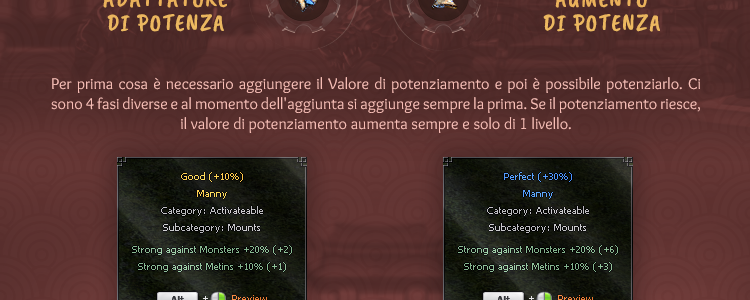 ADATTATORE
DI POTENZA
AUMENTO
DI POTENZA
Per prima cosa è necessario aggiungere il Valore di potenziamento e poi è possibile potenziarlo. Ci
sono 4 fasi diverse e al momento dell'aggiunta si aggiunge sempre la prima. Se il potenziamento riesce,
il valore di potenziamento aumenta sempre e solo di 1 livello.
Good (+10%)
Manny
Category: Activateable
Subcategory: Mounts
Strong against Monsters +20% (+2)
Strong against Metins +10% (+1)
Alt + Preview
Perfect (+30%)
Manny
Category: Activateable
Subcategory: Mounts
Strong against Monsters +20% (+6)
Strong against Metins +10% (+3)
Alt + Preview